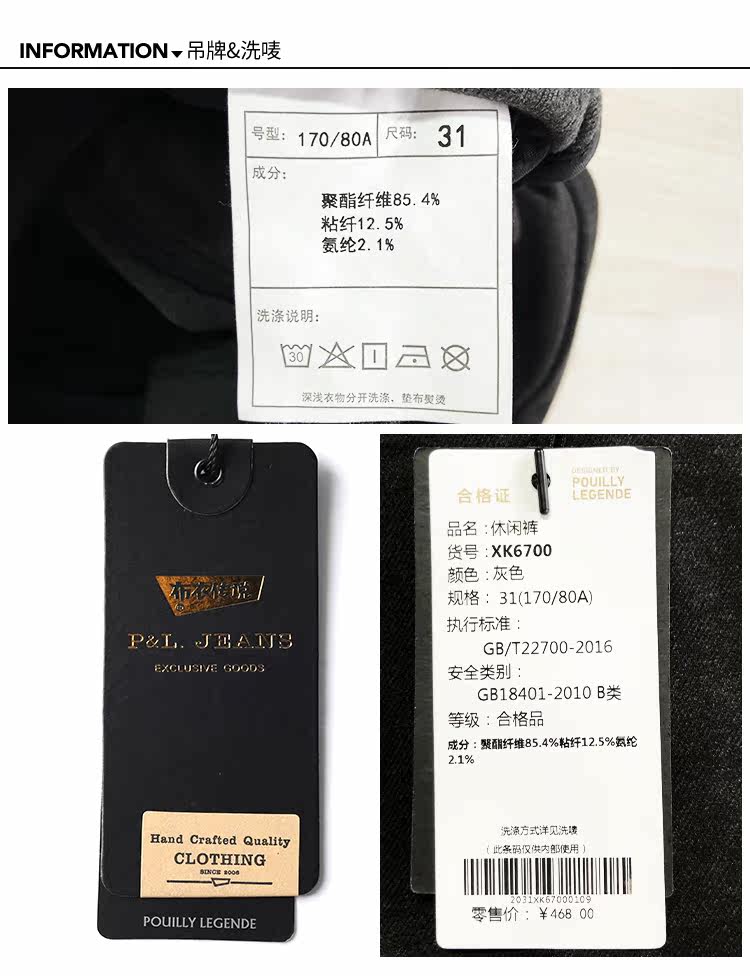 INFORMATION 吊牌&洗唛
号型: 170/80A 尺码: 31
成分:
聚酯纤维85.4%
粘纤12.5%
氨纶2.1%
洗涤说明:
30
深浅衣物分开洗涤、垫布熨烫
布衣传说
®
P&L. JEANS
EXCLUSIVE GOODS
Hand Crafted Quality
CLOTHING
SINCE 2006
POUILLY LEGENDE
合格证
DESIGNED BY
POUILLY
LEGENDE
品名:休闲裤
货号:XK6700
颜色:灰色
规格: 31(170/80A)
执行标准:
GB/T22700-2016
安全类别:
GB18401-2010 B类
等级:合格品
成分:聚酯纤维85.4%粘纤12.5%氨纶
2.1%
洗涤方式详见洗唛
(此条码仅供内部使用)
2031XK67000109
零售价: ¥468 00